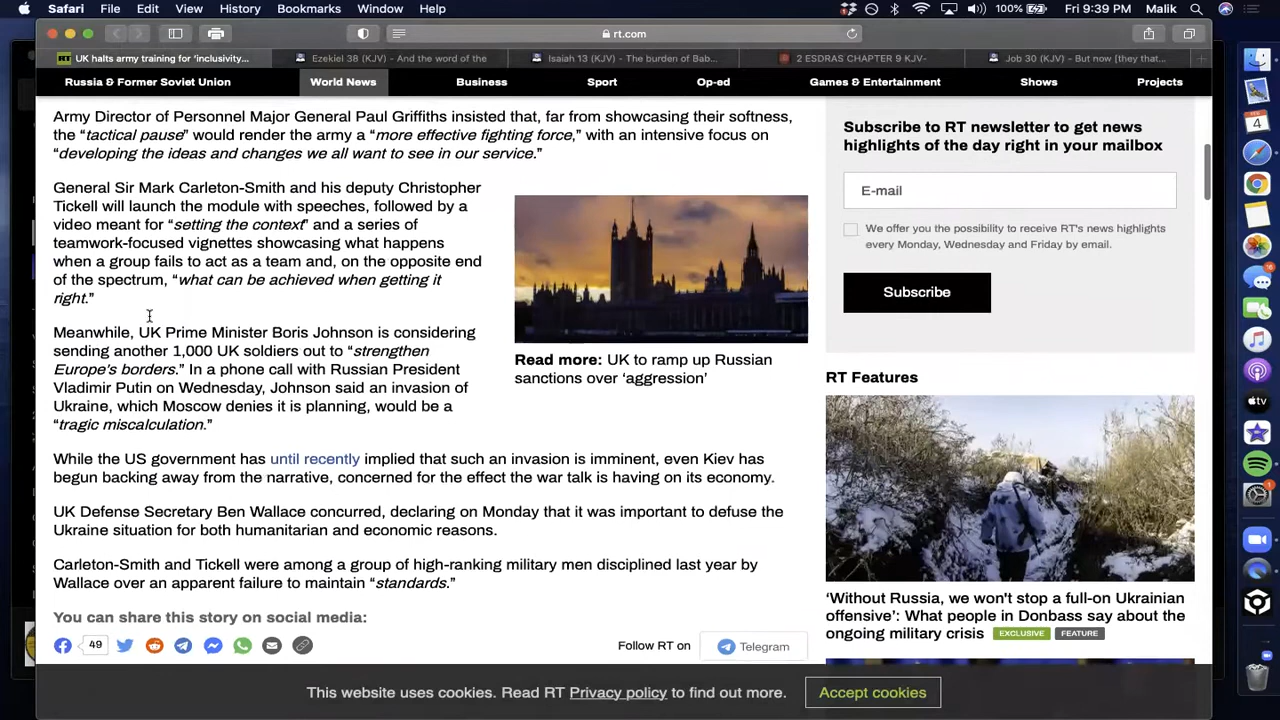 Safari File Edit View History Bookmarks Window Help 100% Fri 9:39 PM Malik
rt.com
UK halts army training for 'inclusivity... Ezekiel 38 (KJV) - And the word of the Isaiah 13 (KJV) - The burden of Bab... 2 ESDRAS CHAPTER 9 KJV- Job 30 (KJV) - But now [they that...
Russia & Former Soviet Union World News Business Sport Op-ed Games & Entertainment Shows Projects
Army Director of Personnel Major General Paul Griffiths insisted that, far from showcasing their softness,
the “tactical pause” would render the army a “more effective fighting force,” with an intensive focus on
“developing the ideas and changes we all want to see in our service.”
General Sir Mark Carleton-Smith and his deputy Christopher
Tickell will launch the module with speeches, followed by a
video meant for “setting the context” and a series of
teamwork-focused vignettes showcasing what happens
when a group fails to act as a team and, on the opposite end
of the spectrum, “what can be achieved when getting it
right.”
Meanwhile, UK Prime Minister Boris Johnson is considering
sending another 1,000 UK soldiers out to “strengthen
Europe's borders.” In a phone call with Russian President
Vladimir Putin on Wednesday, Johnson said an invasion of
Ukraine, which Moscow denies it is planning, would be a
“tragic miscalculation.”
Read more: UK to ramp up Russian
sanctions over ‘aggression’
While the US government has until recently implied that such an invasion is imminent, even Kiev has
begun backing away from the narrative, concerned for the effect the war talk is having on its economy.
UK Defense Secretary Ben Wallace concurred, declaring on Monday that it was important to defuse the
Ukraine situation for both humanitarian and economic reasons.
Carleton-Smith and Tickell were among a group of high-ranking military men disciplined last year by
Wallace over an apparent failure to maintain “standards.”
You can share this story on social media:
49
Follow RT on Telegram
Subscribe to RT newsletter to get news
highlights of the day right in your mailbox
E-mail
We offer you the possibility to receive RT's news highlights
every Monday, Wednesday and Friday by email.
Subscribe
RT Features
‘Without Russia, we won't stop a full-on Ukrainian
offensive’: What people in Donbass say about the
ongoing military crisis EXCLUSIVE FEATURE
This website uses cookies. Read RT Privacy policy to find out more. Accept cookies
FEB
4
tv